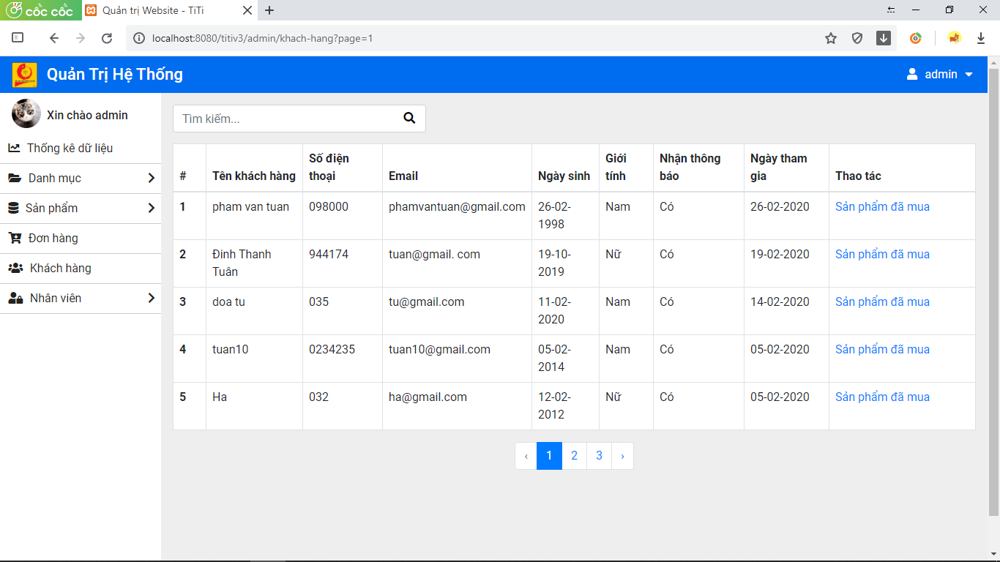 cốc cốc
Quản trị Website - TiTi
localhost:8080/titiv3/admin/khach-hang?page=1
Quản Trị Hệ Thống
admin
Xin chào admin
Thống kê dữ liệu
Danh mục
Sản phẩm
Đơn hàng
Khách hàng
Nhân viên
Tìm kiếm...
# Tên khách hàng Số điện thoại Email Ngày sinh Giới tính Nhận thông báo Ngày tham gia Thao tác
1 pham van tuan 098000 phamvantuan@gmail.com 26-02-1998 Nam Có 26-02-2020 Sản phẩm đã mua
2 Đinh Thanh Tuân 944174 tuan@gmail. com 19-10-2019 Nữ Có 19-02-2020 Sản phẩm đã mua
3 doa tu 035 tu@gmail.com 11-02-2020 Nam Có 14-02-2020 Sản phẩm đã mua
4 tuan10 0234235 tuan10@gmail.com 05-02-2014 Nam Có 05-02-2020 Sản phẩm đã mua
5 Ha 032 ha@gmail.com 12-02-2012 Nữ Có 05-02-2020 Sản phẩm đã mua
‹ 1 2 3 ›